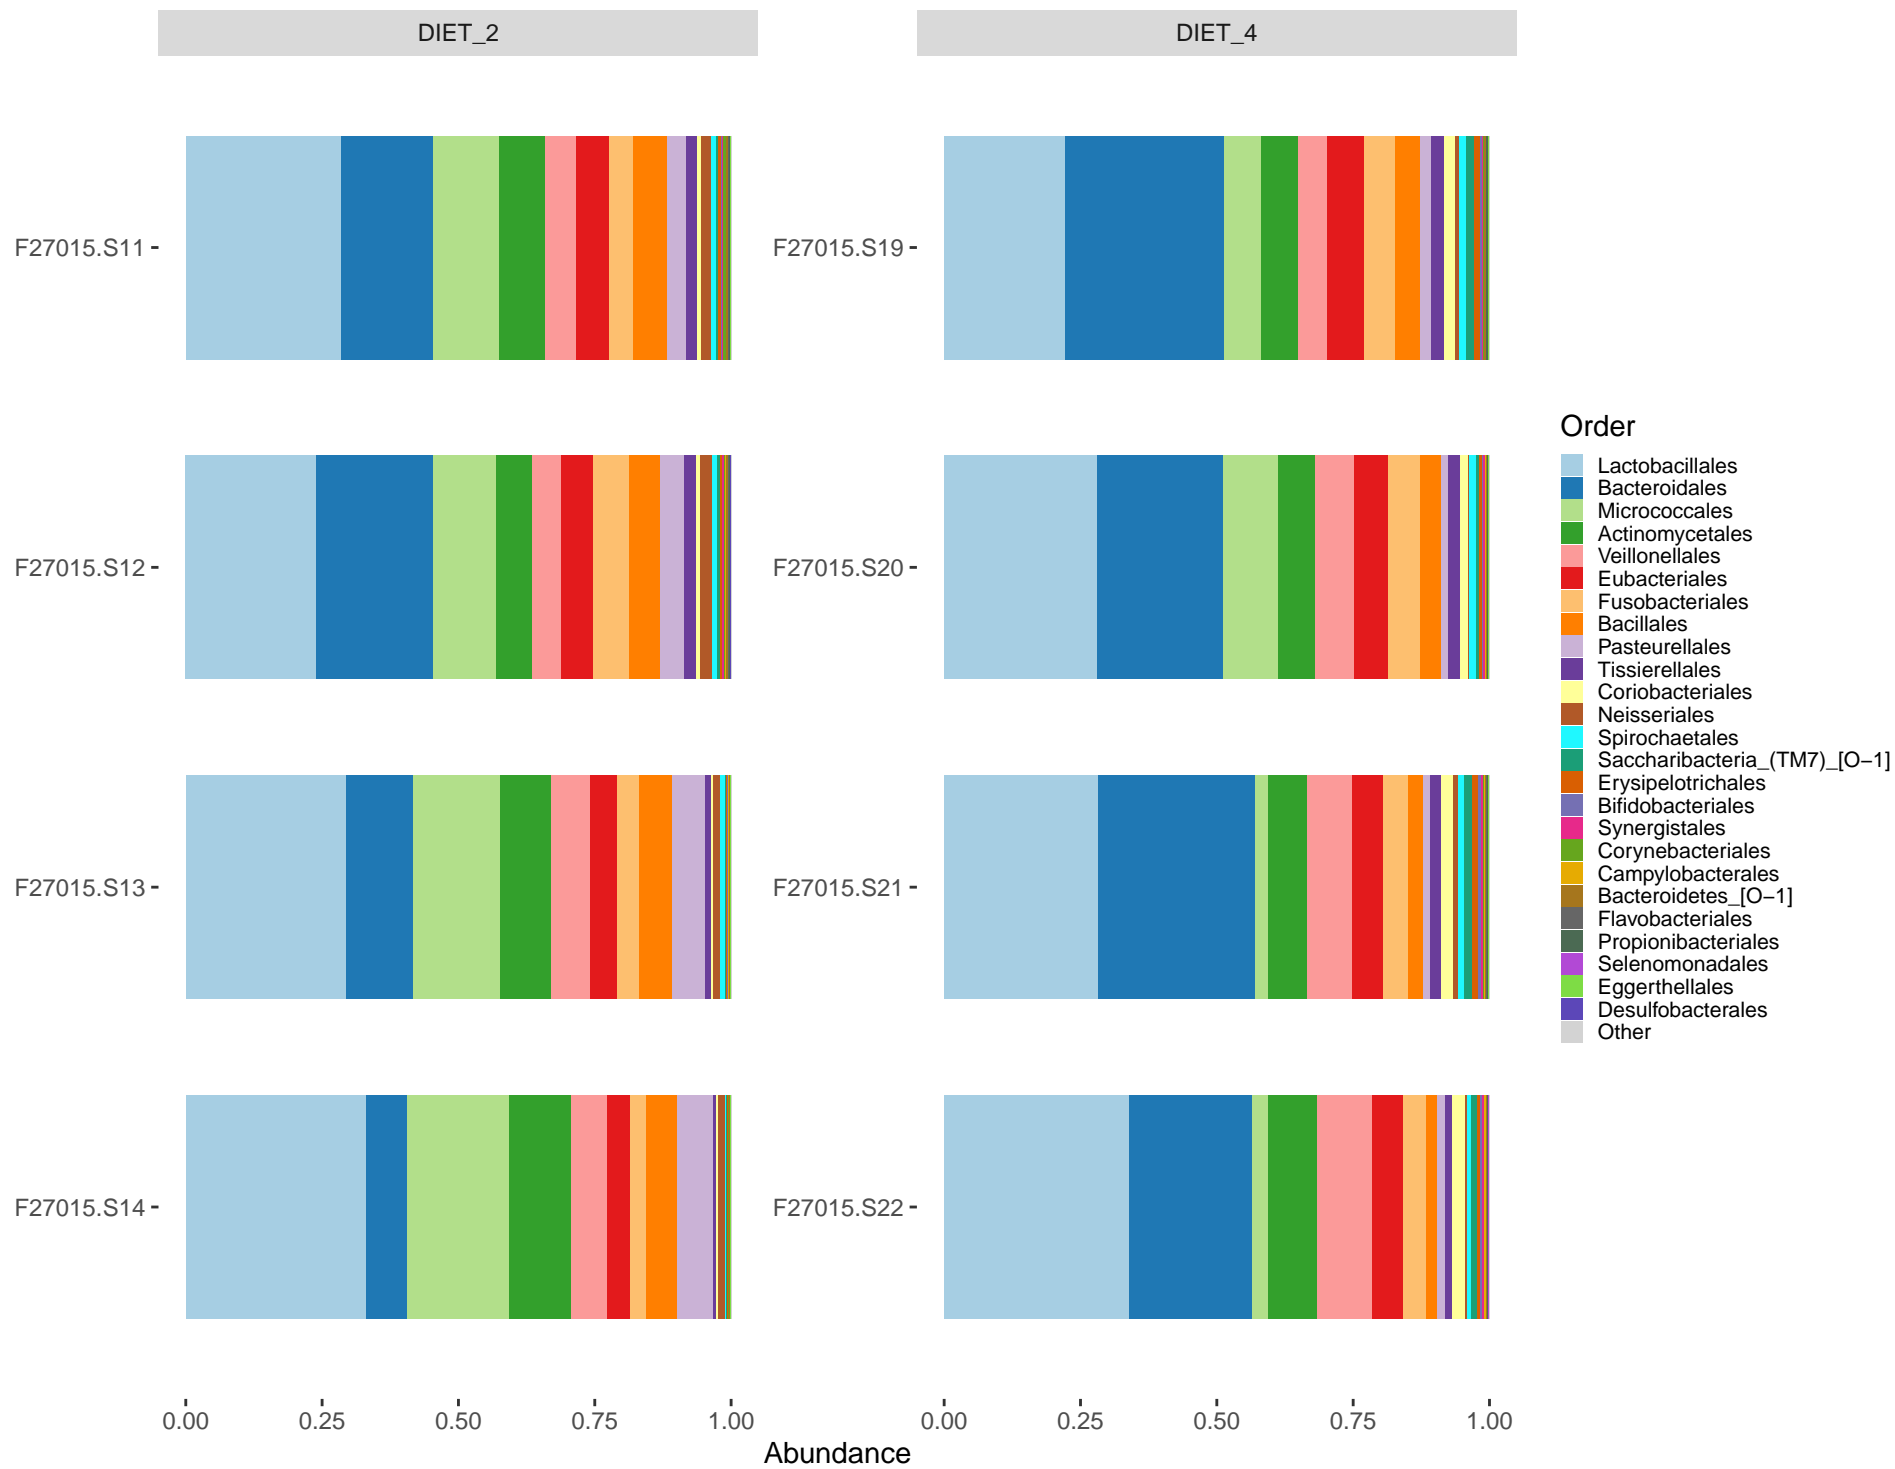 DIET_2
DIET_4
F27015.S11
F27015.S19
F27015.S12
F27015.S20
F27015.S13
F27015.S21
F27015.S14
F27015.S22
0.00 0.25 0.50 0.75 1.00
0.00 0.25 0.50 0.75 1.00
Abundance
Order
Lactobacillales
Bacteroidales
Micrococcales
Actinomycetales
Veillonellales
Eubacteriales
Fusobacteriales
Bacillales
Pasteurellales
Tissierellales
Coriobacteriales
Neisseriales
Spirochaetales
Saccharibacteria_(TM7)_[O−1]
Erysipelotrichales
Bifidobacteriales
Synergistales
Corynebacteriales
Campylobacterales
Bacteroidetes_[O−1]
Flavobacteriales
Propionibacteriales
Selenomonadales
Eggerthellales
Desulfobacterales
Other